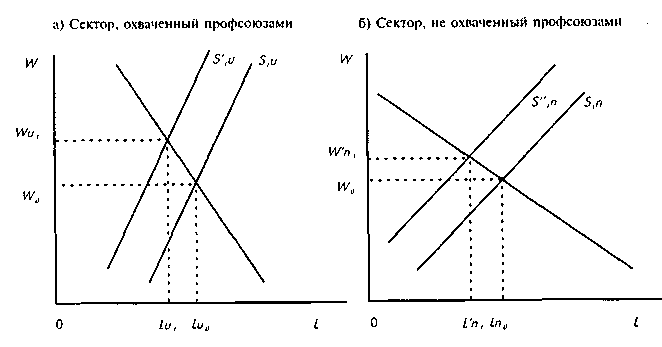 а) Сектор, охваченный профсоюзами
W
S',u
S,u
Wu₁
W₀
0
Lu₁
Lu₀
L
б) Сектор, не охваченный профсоюзами
W
S'',n
S,n
W'n₁
W₀
0
L'n₁
Ln₀
L